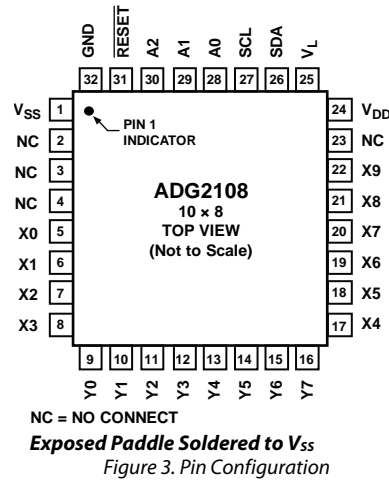 GND RESET A2 A1 A0 SCL SDA VL
32 31 30 29 28 27 26 25
VSS 1 24 VDD
PIN 1
INDICATOR
NC 2 23 NC
NC 3 22 X9
NC 4 21 X8
X0 5 20 X7
X1 6 19 X6
X2 7 18 X5
X3 8 17 X4
ADG2108
10 × 8
TOP VIEW
(Not to Scale)
9 10 11 12 13 14 15 16
Y0 Y1 Y2 Y3 Y4 Y5 Y6 Y7
NC = NO CONNECT
Exposed Paddle Soldered to VSS
Figure 3. Pin Configuration